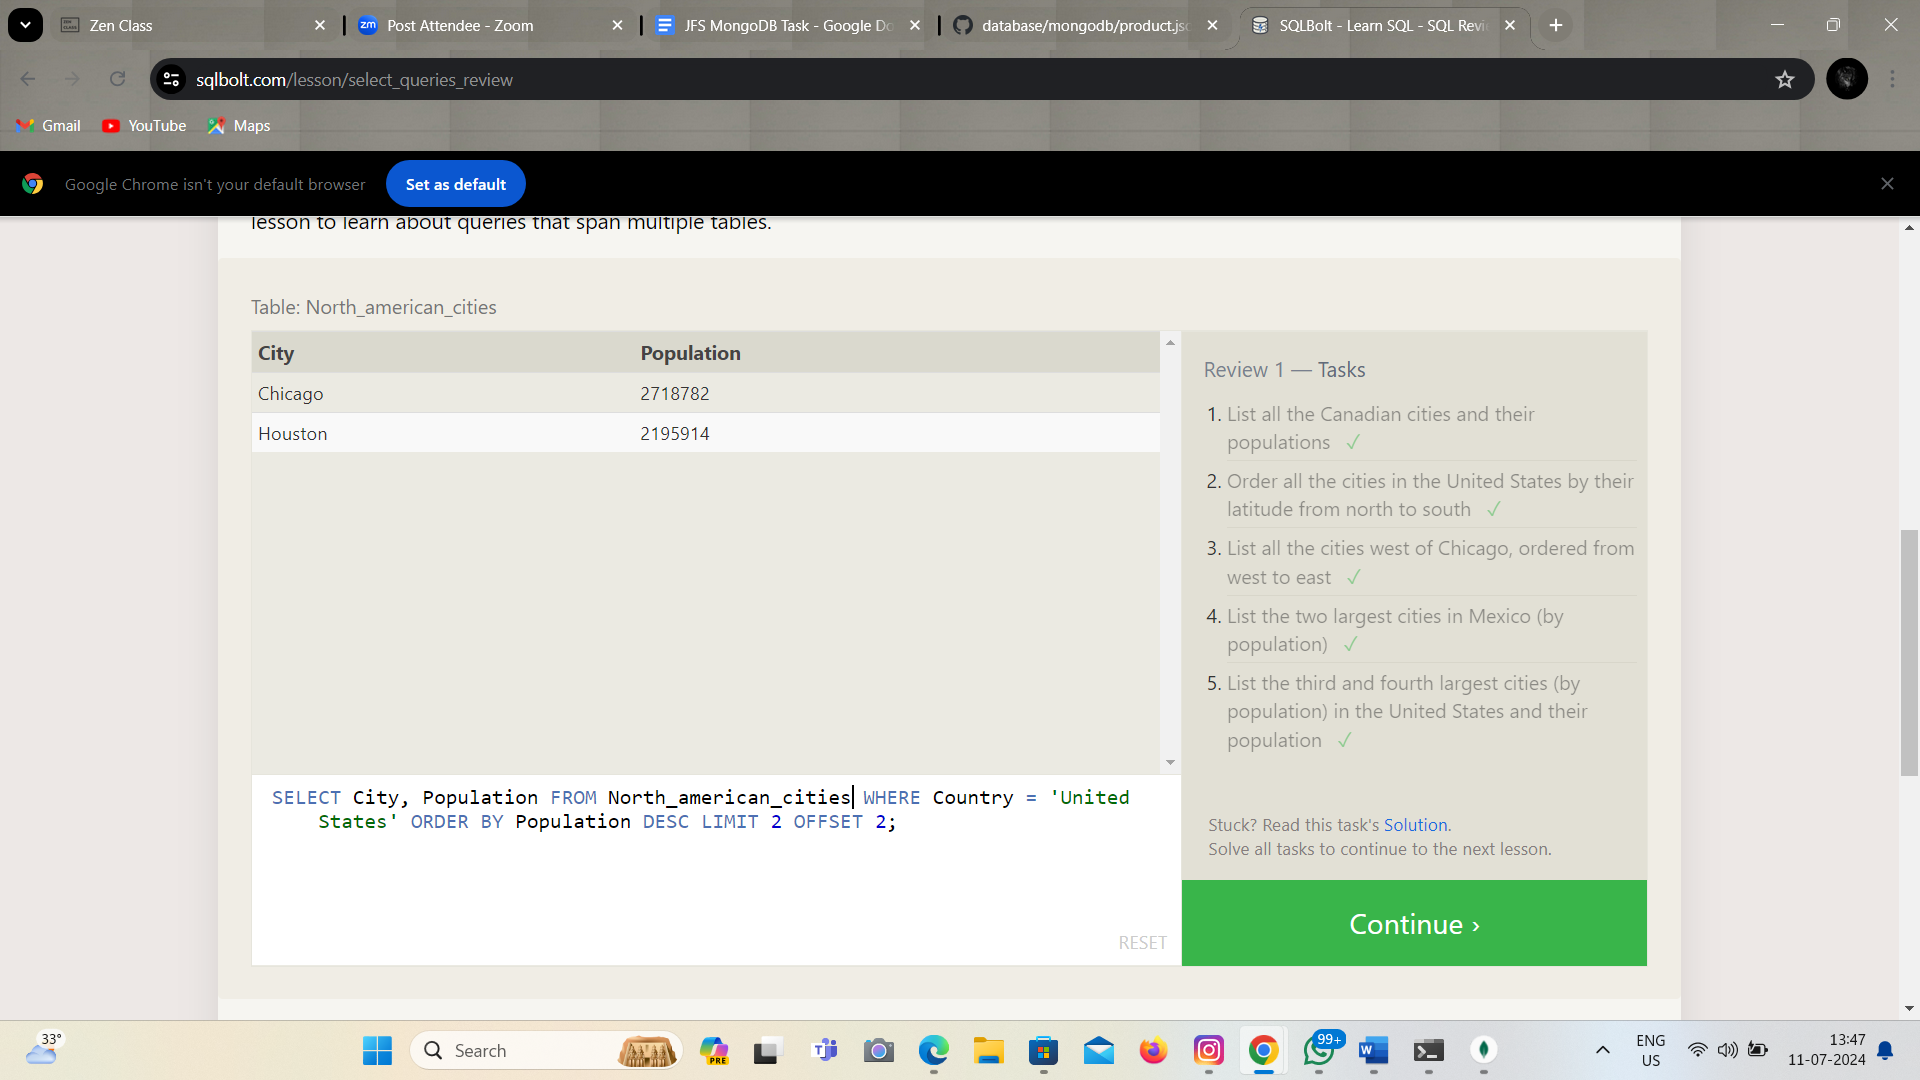 Zen Class
Post Attendee - Zoom
JFS MongoDB Task - Google Do
database/mongodb/product.jso
SQLBolt - Learn SQL - SQL Revi
sqlbolt.com/lesson/select_queries_review
Gmail
YouTube
Maps
Google Chrome isn't your default browser
Set as default
lesson to learn about queries that span multiple tables.
Table: North_american_cities
City Population
Chicago 2718782
Houston 2195914
SELECT City, Population FROM North_american_cities WHERE Country = 'United
States' ORDER BY Population DESC LIMIT 2 OFFSET 2;
RESET
Review 1 — Tasks
1. List all the Canadian cities and their
populations ✓
2. Order all the cities in the United States by their
latitude from north to south ✓
3. List all the cities west of Chicago, ordered from
west to east ✓
4. List the two largest cities in Mexico (by
population) ✓
5. List the third and fourth largest cities (by
population) in the United States and their
population ✓
Stuck? Read this task's Solution.
Solve all tasks to continue to the next lesson.
Continue ›
33°
Search
PRE
99+
ENG
US
13:47
11-07-2024